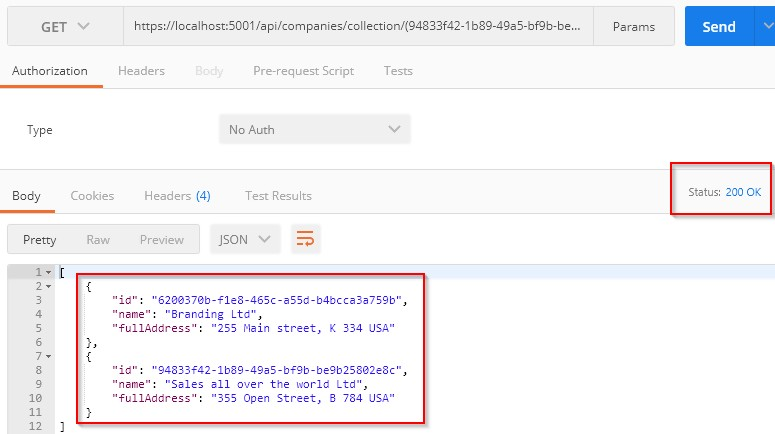 GET https://localhost:5001/api/companies/collection/(94833f42-1b89-49a5-bf9b-be... Params Send
Authorization Headers Body Pre-request Script Tests
Type No Auth
Body Cookies Headers (4) Test Results Status: 200 OK
Pretty Raw Preview JSON
1 [
2 {
3 "id": "6200370b-f1e8-465c-a55d-b4bcca3a759b",
4 "name": "Branding Ltd",
5 "fullAddress": "255 Main street, K 334 USA"
6 },
7 {
8 "id": "94833f42-1b89-49a5-bf9b-be9b25802e8c",
9 "name": "Sales all over the world Ltd",
10 "fullAddress": "355 Open Street, B 784 USA"
11 }
12 ]